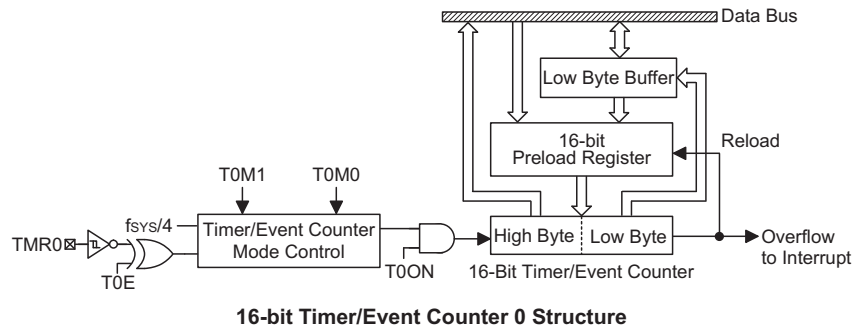 Data Bus
Low Byte Buffer
16-bit
Preload Register
Reload
T0M1
T0M0
fSYS/4
Timer/Event Counter
Mode Control
TMR0
T0E
T0ON
High Byte
Low Byte
16-Bit Timer/Event Counter
Overflow
to Interrupt
16-bit Timer/Event Counter 0 Structure